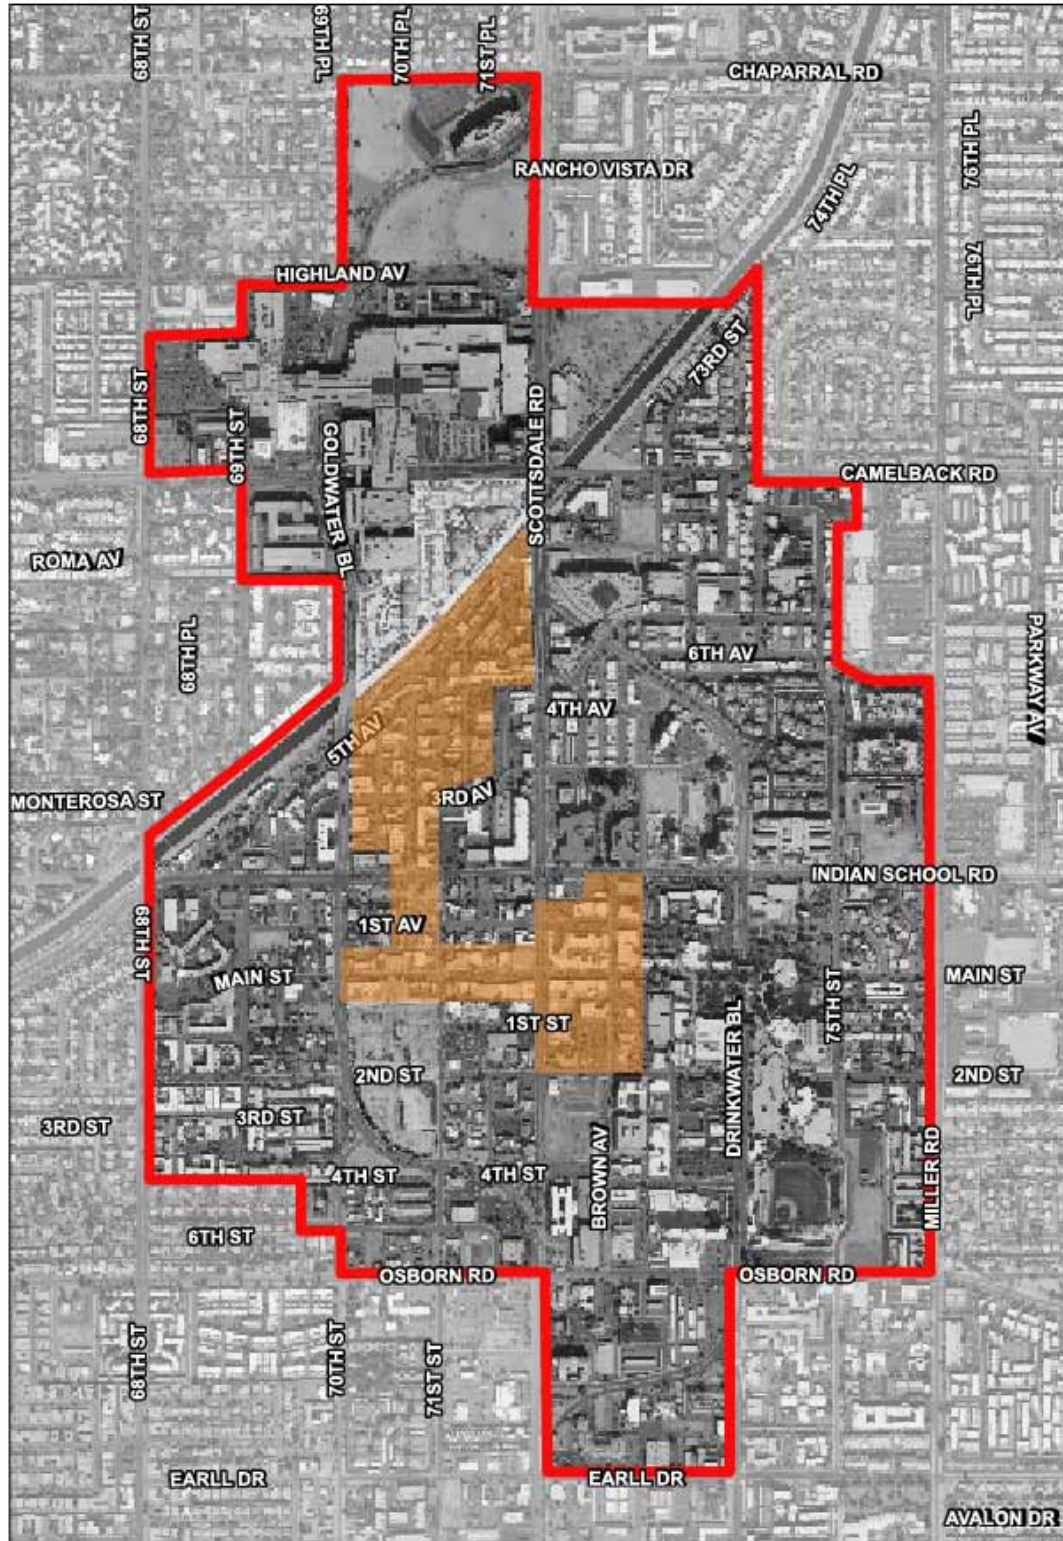 68TH ST
69TH PL
70TH PL
71ST PL
CHAPARRAL RD
76TH PL
RANCHO VISTA DR
74TH PL
HIGHLAND AV
76TH PL
73RD ST
68TH ST
69TH ST
GOLDWATER BL
SCOTTSDALE RD
CAMELBACK RD
ROMA AV
68TH PL
6TH AV
PARKWAY AV
4TH AV
5TH AV
MONTEROSA ST
3RD AV
INDIAN SCHOOL RD
1ST AV
68TH ST
MAIN ST
MAIN ST
75TH ST
1ST ST
DRINKWATER BL
2ND ST
2ND ST
3RD ST
3RD ST
BROWN AV
MILLER RD
4TH ST
4TH ST
6TH ST
OSBORN RD
OSBORN RD
68TH ST
70TH ST
71ST ST
EARLL DR
EARLL DR
AVALON DR